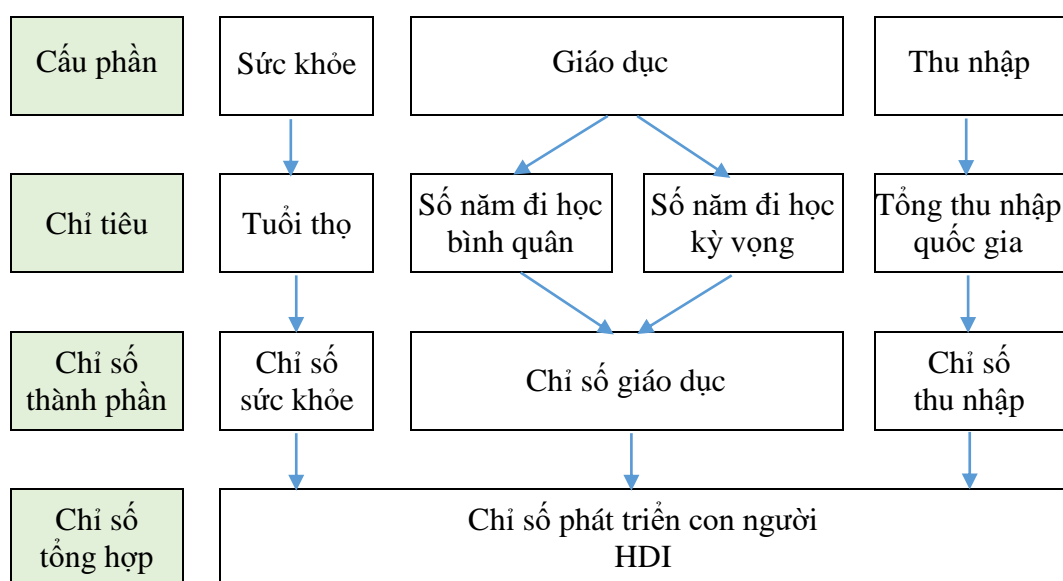 Cấu phần
Sức khỏe
Giáo dục
Thu nhập
Chỉ tiêu
Tuổi thọ
Số năm đi học
bình quân
Số năm đi học
kỳ vọng
Tổng thu nhập
quốc gia
Chỉ số
thành phần
Chỉ số
sức khỏe
Chỉ số giáo dục
Chỉ số
thu nhập
Chỉ số
tổng hợp
Chỉ số phát triển con người
HDI